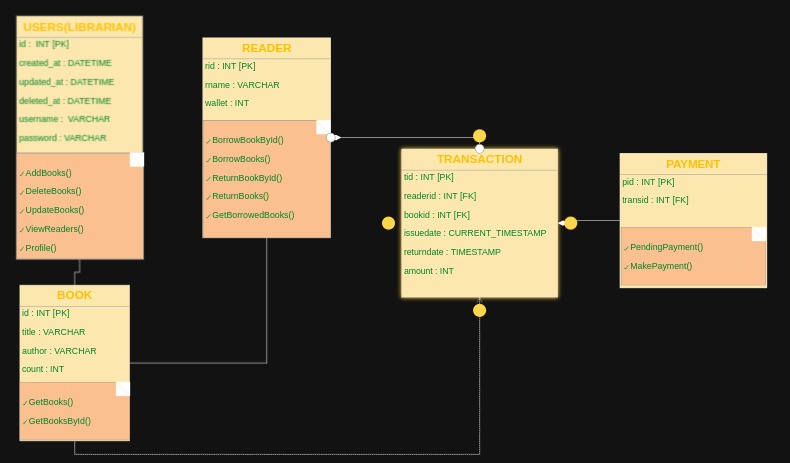 USERS(LIBRARIAN)
id : INT [PK]
created_at : DATETIME
updated_at : DATETIME
deleted_at : DATETIME
username : VARCHAR
password : VARCHAR
✓AddBooks()
✓DeleteBooks()
✓UpdateBooks()
✓ViewReaders()
✓Profile()
READER
rid : INT [PK]
rname : VARCHAR
wallet : INT
✓BorrowBookById()
✓BorrowBooks()
✓ReturnBookById()
✓ReturnBooks()
✓GetBorrowedBooks()
TRANSACTION
tid : INT [PK]
readerid : INT [FK]
bookid : INT [FK]
issuedate : CURRENT_TIMESTAMP
returndate : TIMESTAMP
amount : INT
PAYMENT
pid : INT [PK]
transid : INT [FK]
✓PendingPayment()
✓MakePayment()
BOOK
id : INT [PK]
title : VARCHAR
author : VARCHAR
count : INT
✓GetBooks()
✓GetBooksById()